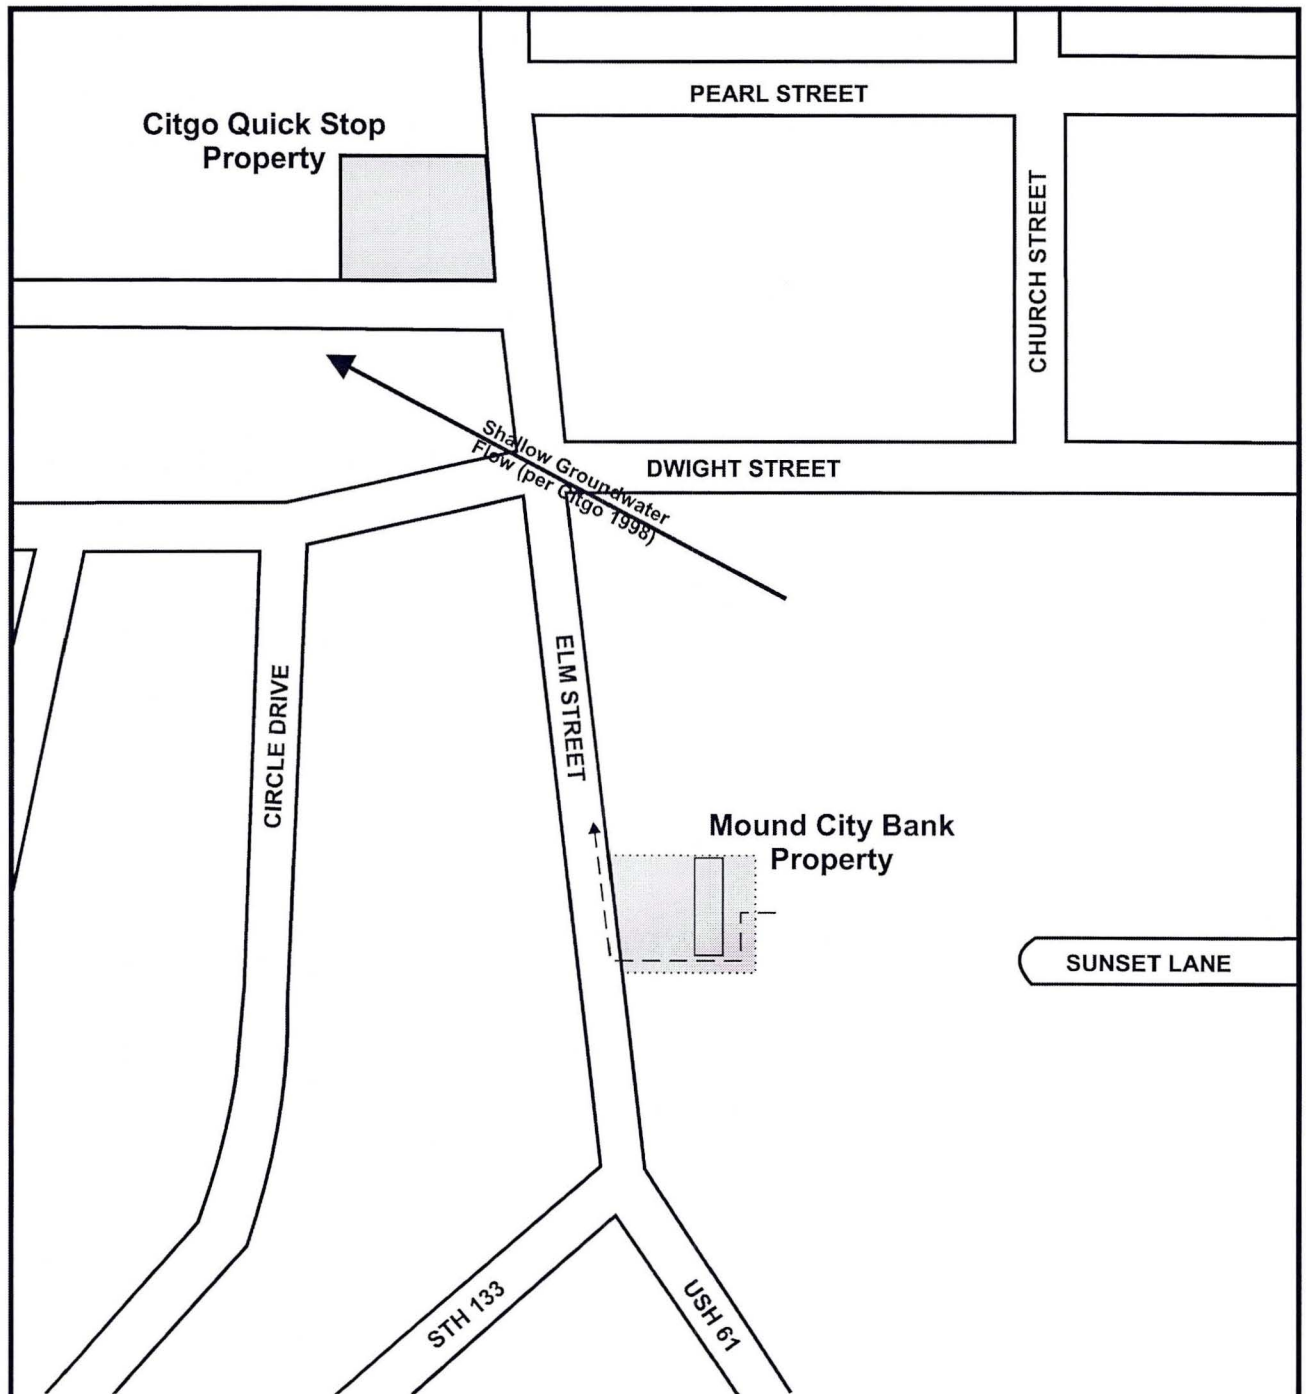 PEARL STREET
Citgo Quick Stop
Property
CHURCH STREET
Shallow Groundwater
Flow (per Citgo 1998)
DWIGHT STREET
ELM STREET
CIRCLE DRIVE
Mound City Bank
Property
SUNSET LANE
STH 133
USH 61